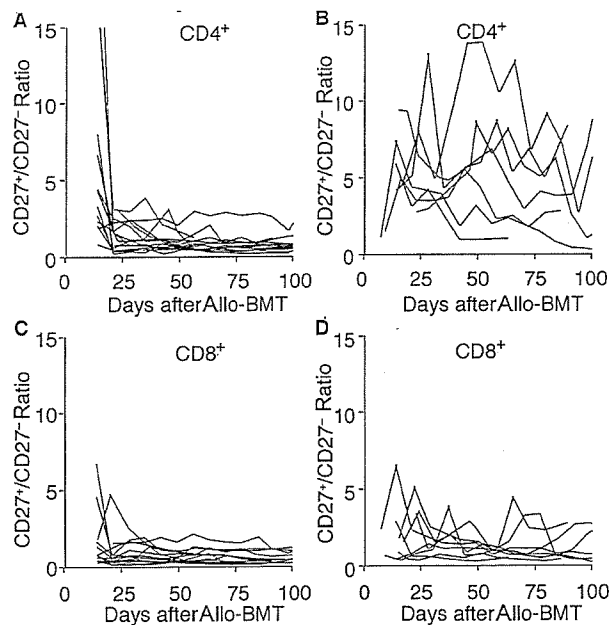 A
CD4+
CD27+/CD27- Ratio
15
10
5
0
0 25 50 75 100
Days afterAllo-BMT
B
CD4+
CD27+/CD27- Ratio
15
10
5
0
0 25 50 75 100
Days afterAllo-BMT
C
CD8+
CD27+/CD27- Ratio
15
10
5
0
0 25 50 75 100
Days afterAllo-BMT
D
CD8+
CD27+/CD27- Ratio
15
10
5
0
0 25 50 75 100
Days afterAllo-BMT